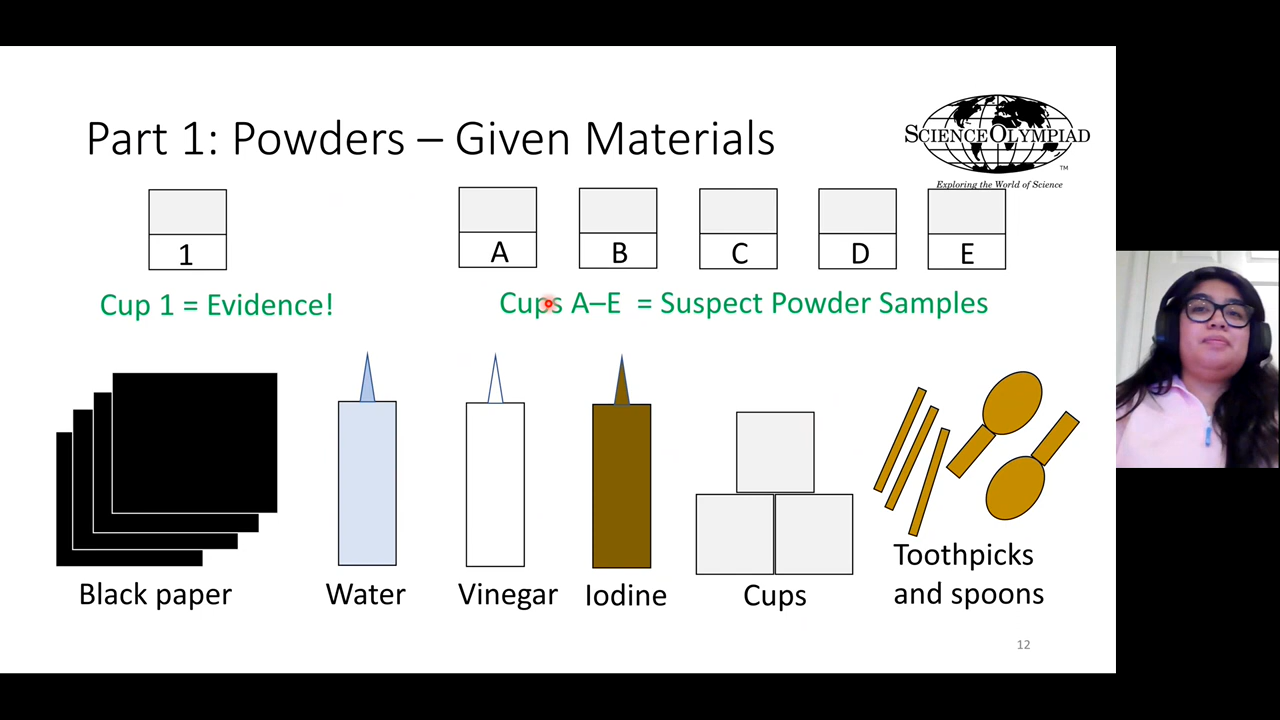 Part 1: Powders – Given Materials
SCIENCE OLYMPIAD
TM
Exploring the World of Science
1
A
B
C
D
E
Cup 1 = Evidence!
Cups A–E = Suspect Powder Samples
Black paper
Water
Vinegar
Iodine
Cups
Toothpicks
and spoons
12